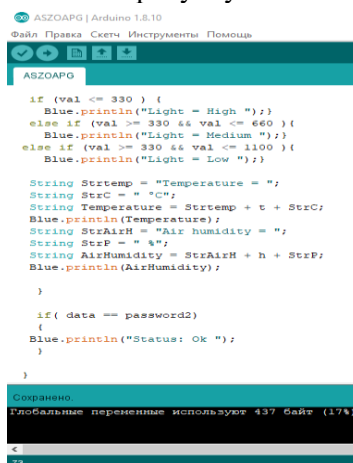 ASZOAPG | Arduino 1.8.10
Файл Правка Скетч Инструменты Помощь
ASZOAPG
if (val <= 330 ) {
Blue.println("Light = High ");}
else if (val >= 330 && val <= 660 ){
Blue.println("Light = Medium ");}
else if (val >= 330 && val <= 1100 ){
Blue.println("Light = Low ");}
String Strtemp = "Temperature = ";
String StrC = " °C";
String Temperature = Strtemp + t + StrC;
Blue.println(Temperature);
String StrAirH = "Air humidity = ";
String StrP = " %";
String AirHumidity = StrAirH + h + StrP;
Blue.println(AirHumidity);
}
if( data == password2)
{
Blue.println("Status: Ok ");
}
}
Сохранено.
Глобальные переменные используют 437 байт (17%)
73